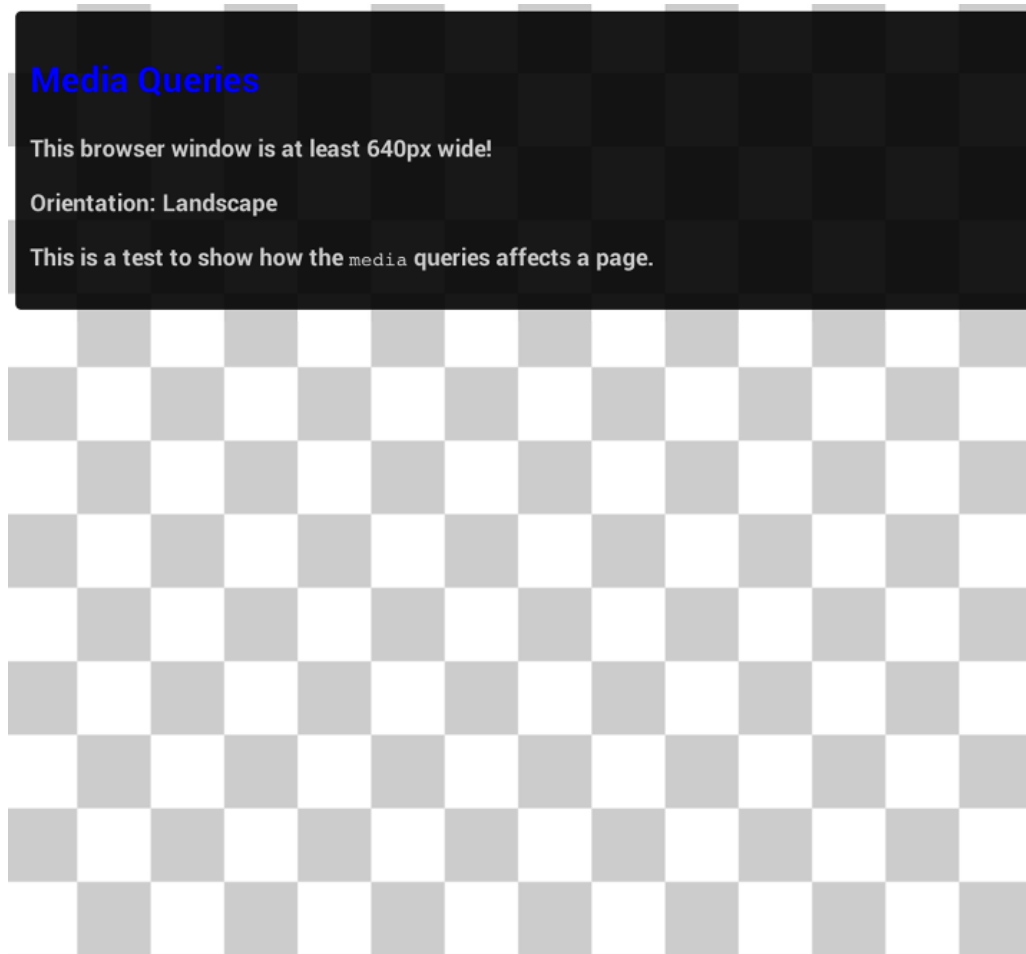 Media Queries
This browser window is at least 640px wide!
Orientation: Landscape
This is a test to show how the media queries affects a page.